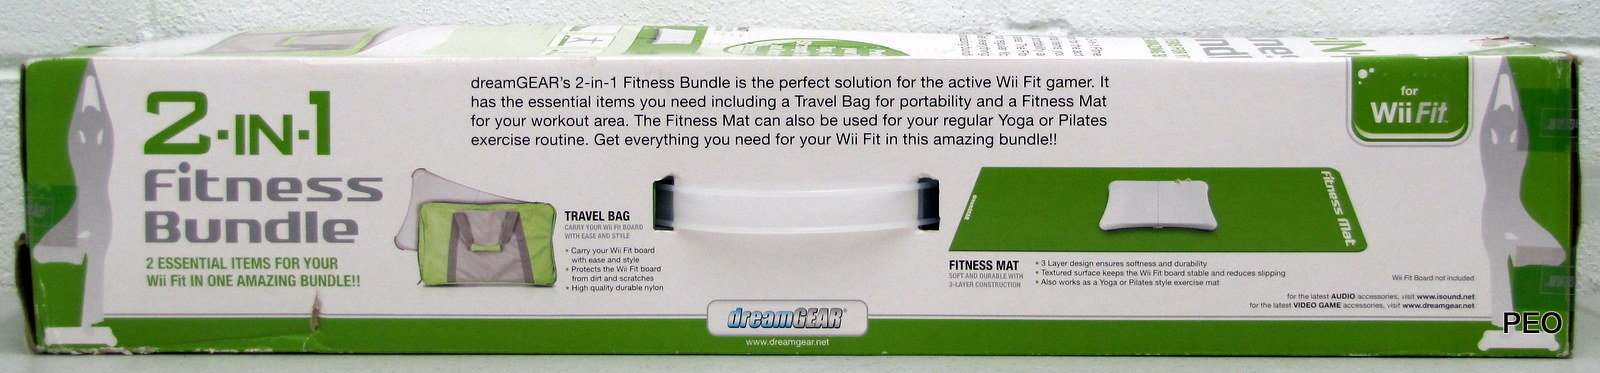 2-IN-1
Fitness
Bundle
2 ESSENTIAL ITEMS FOR YOUR
Wii Fit IN ONE AMAZING BUNDLE!!
dreamGEAR's 2-in-1 Fitness Bundle is the perfect solution for the active Wii Fit gamer. It
has the essential items you need including a Travel Bag for portability and a Fitness Mat
for your workout area. The Fitness Mat can also be used for your regular Yoga or Pilates
exercise routine. Get everything you need for your Wii Fit in this amazing bundle!!
for
Wii Fit
TRAVEL BAG
CARRY YOUR Wii Fit BOARD
WITH EASE AND STYLE
• Carry your Wii Fit board
with ease and style
• Protects the Wii Fit board
from dirt and scratches
• High quality durable nylon
Fitness Mat
FITNESS MAT
SOFT AND DURABLE WITH
3-LAYER CONSTRUCTION
• 3 Layer design ensures softness and durability
• Textured surface keeps the Wii Fit board stable and reduces slipping
• Also works as a Yoga or Pilates style exercise mat
Wii Fit Board not included
for the latest AUDIO accessories, visit www.isound.net
for the latest VIDEO GAME accessories, visit www.dreamgear.net
dreamGEAR®
www.dreamgear.net
PEO